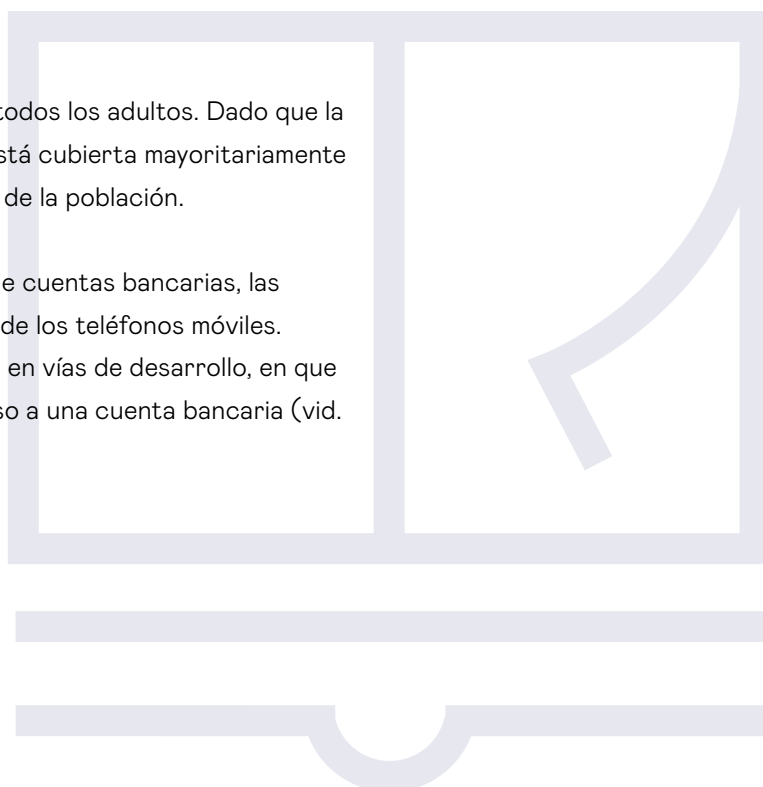 todos los adultos. Dado que la
stá cubierta mayoritariamente
de la población.
e cuentas bancarias, las
de los teléfonos móviles.
en vías de desarrollo, en que
so a una cuenta bancaria (vid.